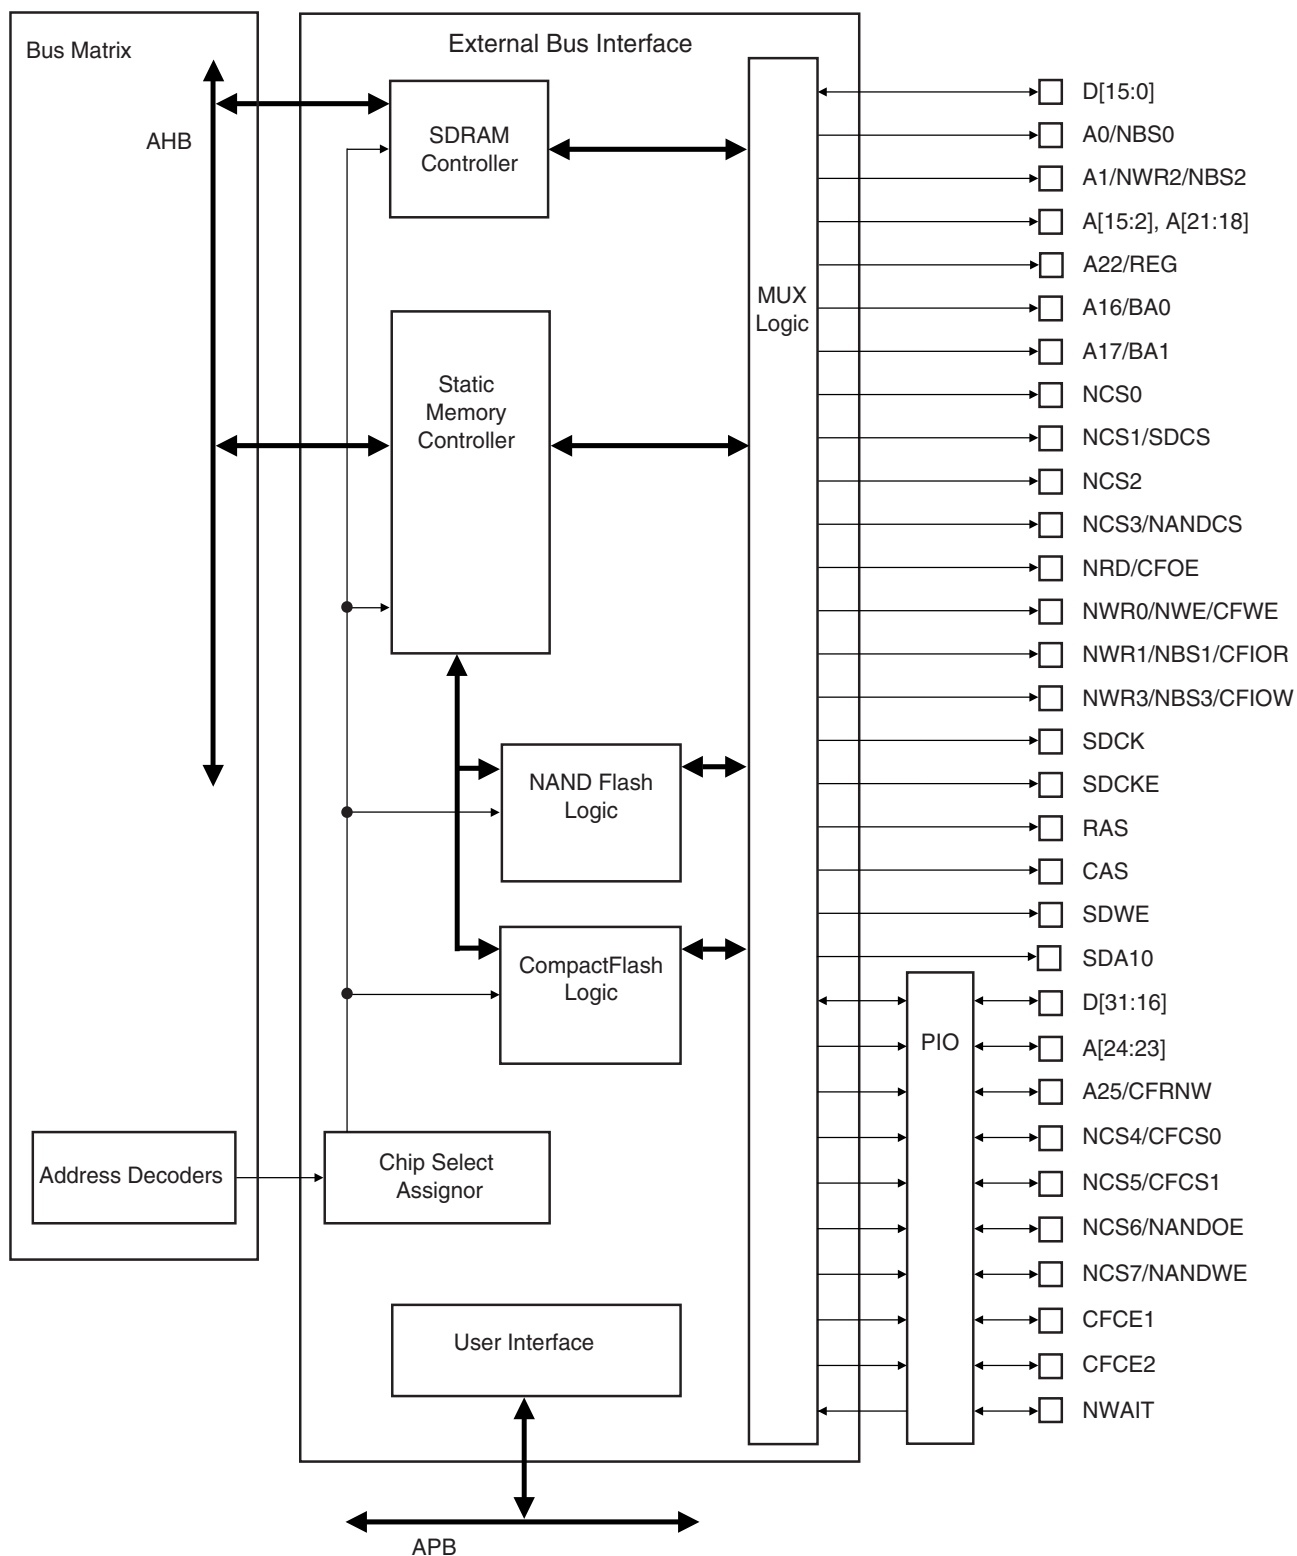 Bus Matrix
External Bus Interface
AHB
SDRAM
Controller
MUX
Logic
Static
Memory
Controller
NAND Flash
Logic
CompactFlash
Logic
PIO
Address Decoders
Chip Select
Assignor
User Interface
APB
D[15:0]
A0/NBS0
A1/NWR2/NBS2
A[15:2], A[21:18]
A22/REG
A16/BA0
A17/BA1
NCS0
NCS1/SDCS
NCS2
NCS3/NANDCS
NRD/CFOE
NWR0/NWE/CFWE
NWR1/NBS1/CFIOR
NWR3/NBS3/CFIOW
SDCK
SDCKE
RAS
CAS
SDWE
SDA10
D[31:16]
A[24:23]
A25/CFRNW
NCS4/CFCS0
NCS5/CFCS1
NCS6/NANDOE
NCS7/NANDWE
CFCE1
CFCE2
NWAIT